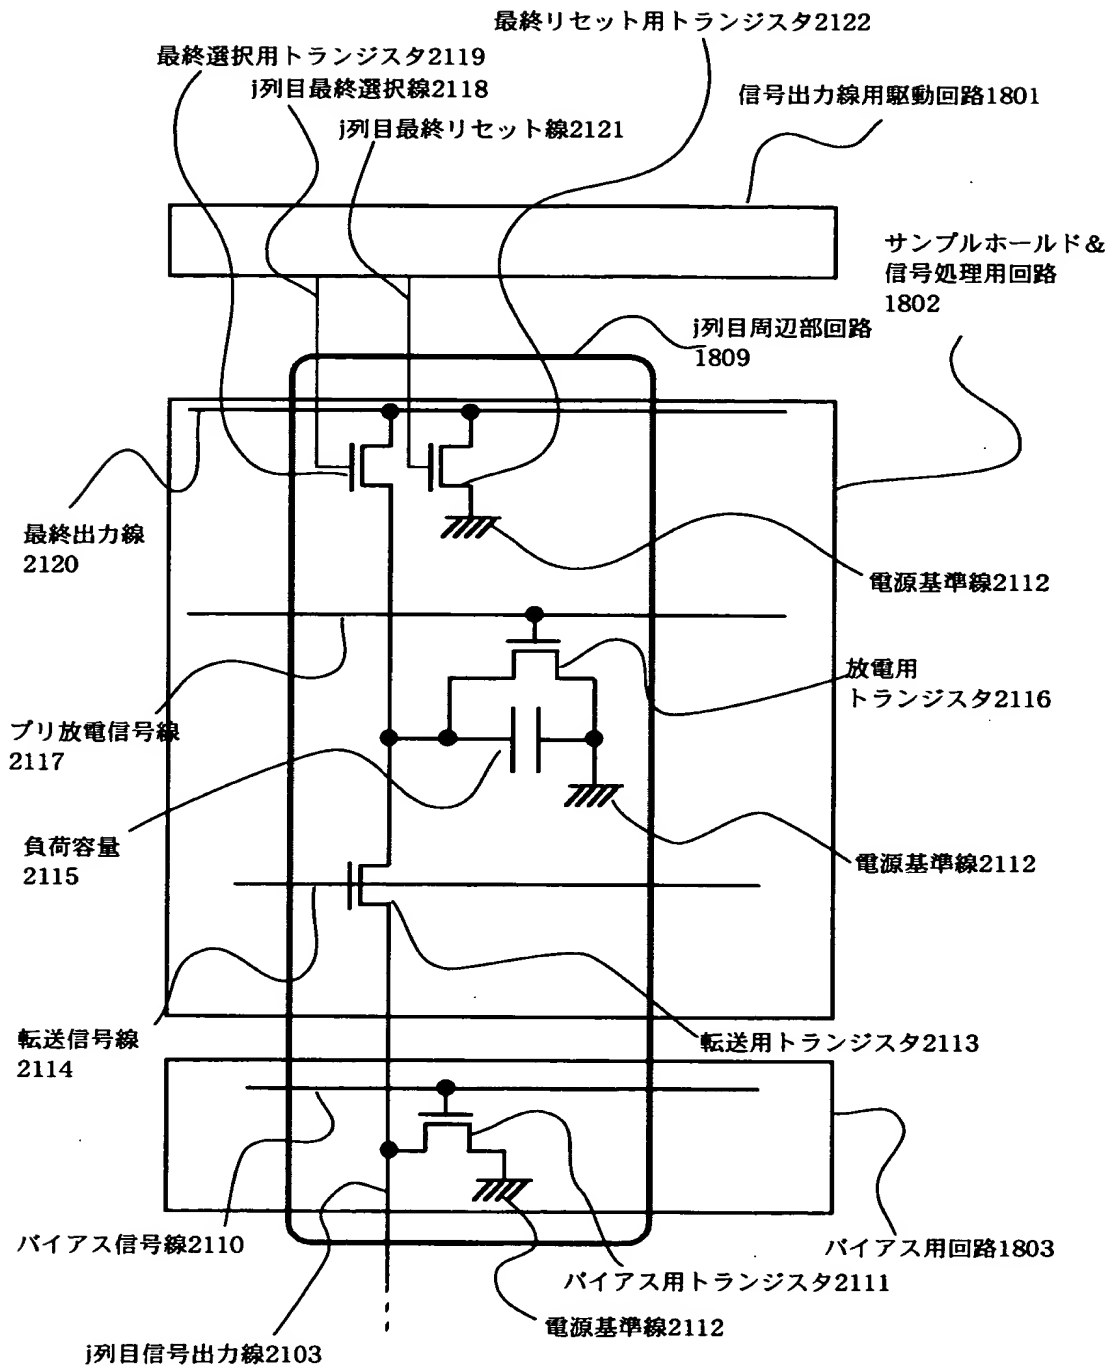 最終リセット用トランジスタ2122
最終選択用トランジスタ2119
j列目最終選択線2118
信号出力線用駆動回路1801
j列目最終リセット線2121
サンプルホールド＆
信号処理用回路
1802
j列目周辺部回路
1809
最終出力線
2120
電源基準線2112
放電用
トランジスタ2116
プリ放電信号線
2117
負荷容量
2115
電源基準線2112
転送信号線
2114
転送用トランジスタ2113
バイアス信号線2110
バイアス用回路1803
バイアス用トランジスタ2111
電源基準線2112
j列目信号出力線2103